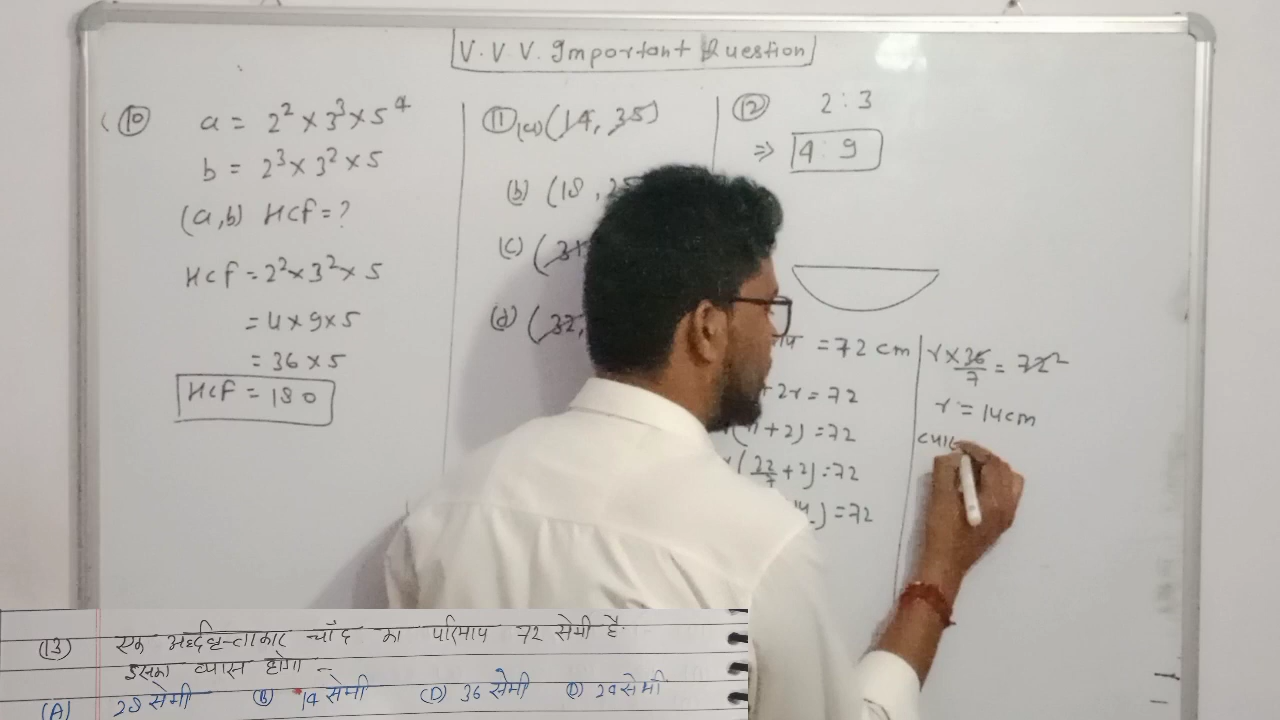 V.V.V. Important Question
(10) a = 2² × 3³ × 5⁴
b = 2³ × 3² × 5
(a,b) HCf = ?
HCf = 2² × 3² × 5
= 4 × 9 × 5
= 36 × 5
HCf = 180
(11) (a) (14, 35)
(b) (18,
(c) (
(d) (32,
(12) 2 : 3
⇒ 4 : 9
= 72 cm
+ 2r = 72
+ 2) = 72
(22/7 + 2) = 72
) = 72
r × 36/7 = 72 2
r = 14 cm
(13) एक अर्द्धवृत्ताकार चाँद का परिमाप 72 सेमी है.
इसका व्यास होगा -
(A) 28 सेमी (B) 14 सेमी (C) 36 सेमी (D) 24 सेमी